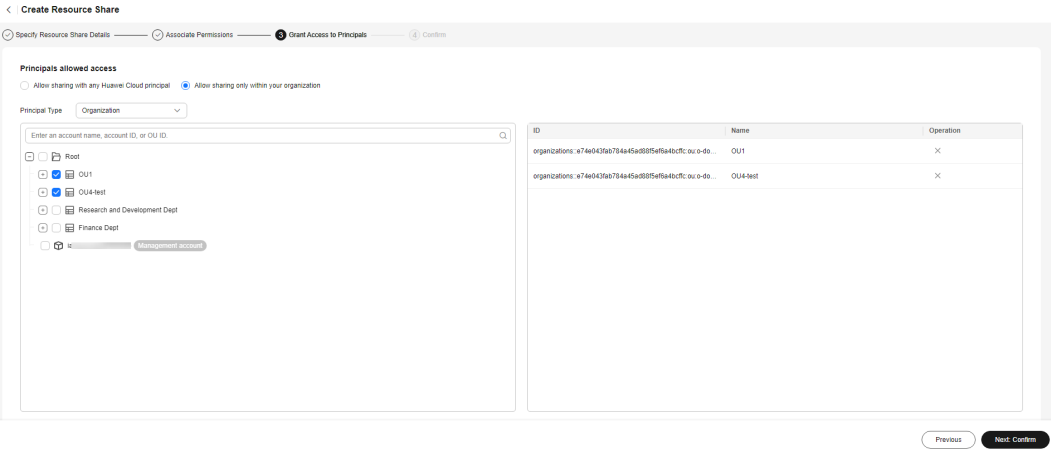 Create Resource Share
Specify Resource Share Details Associate Permissions 3 Grant Access to Principals 4 Confirm
Principals allowed access
Allow sharing with any Huawei Cloud principal Allow sharing only within your organization
Principal Type Organization
Enter an account name, account ID, or OU ID.
Root
OU1
OU4-test
Research and Development Dept
Finance Dept
Management account
ID Name Operation
organizations::e74e043fab784a45ad88f5ef6a4bcffc:ou:o-do... OU1
organizations::e74e043fab784a45ad88f5ef6a4bcffc:ou:o-do... OU4-test
Previous Next: Confirm